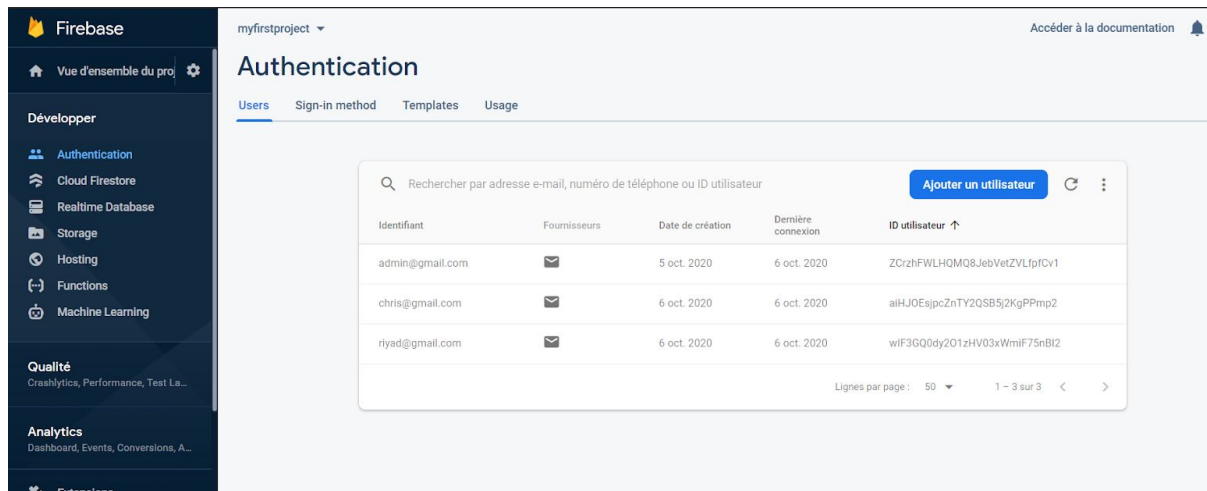 Firebase
myfirstproject
Accéder à la documentation
Vue d'ensemble du proj
Authentication
Users Sign-in method Templates Usage
Développer
Authentication
Cloud Firestore
Realtime Database
Storage
Hosting
Functions
Machine Learning
Qualité
Crashlytics, Performance, Test La...
Analytics
Dashboard, Events, Conversions, A...
Extensions
Rechercher par adresse e-mail, numéro de téléphone ou ID utilisateur
Ajouter un utilisateur
Identifiant Fournisseurs Date de création Dernière connexion ID utilisateur
admin@gmail.com 5 oct. 2020 6 oct. 2020 ZCrzhFWLHQMQ8JebVetZVLfpfCv1
chris@gmail.com 6 oct. 2020 6 oct. 2020 aiHJOEsjpcZnTY2QSB5j2KgPPmp2
riyad@gmail.com 6 oct. 2020 6 oct. 2020 wIF3GQ0dy2O1zHV03xWmiF75nBI2
Lignes par page : 50 1 – 3 sur 3